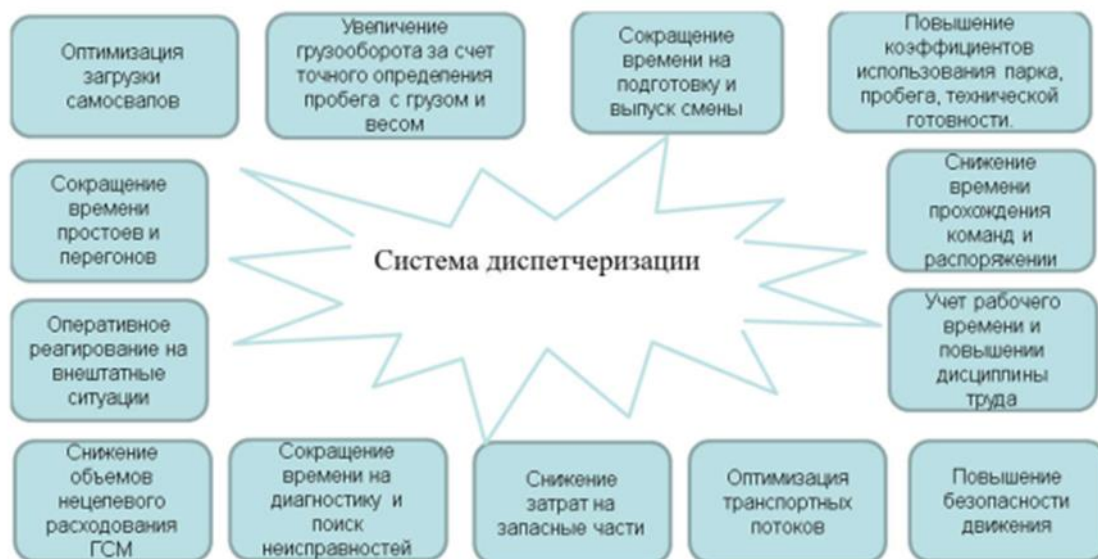 Оптимизация
загрузки
самосвалов
Увеличение
грузооборота за счет
точного определения
пробега с грузом и
весом
Сокращение
времени на
подготовку и
выпуск смены
Повышение
коэффициентов
использования парка,
пробега, технической
готовности.
Сокращение
времени
простоев и
перегонов
Система диспетчеризации
Снижение
времени
прохождения
команд и
распоряжении
Оперативное
реагирование на
внештатные
ситуации
Учет рабочего
времени и
повышении
дисциплины
труда
Снижение
объемов
нецелевого
расходования
ГСМ
Сокращение
времени на
диагностику и
поиск
неисправностей
Снижение
затрат на
запасные части
Оптимизация
транспортных
потоков
Повышение
безопасности
движения